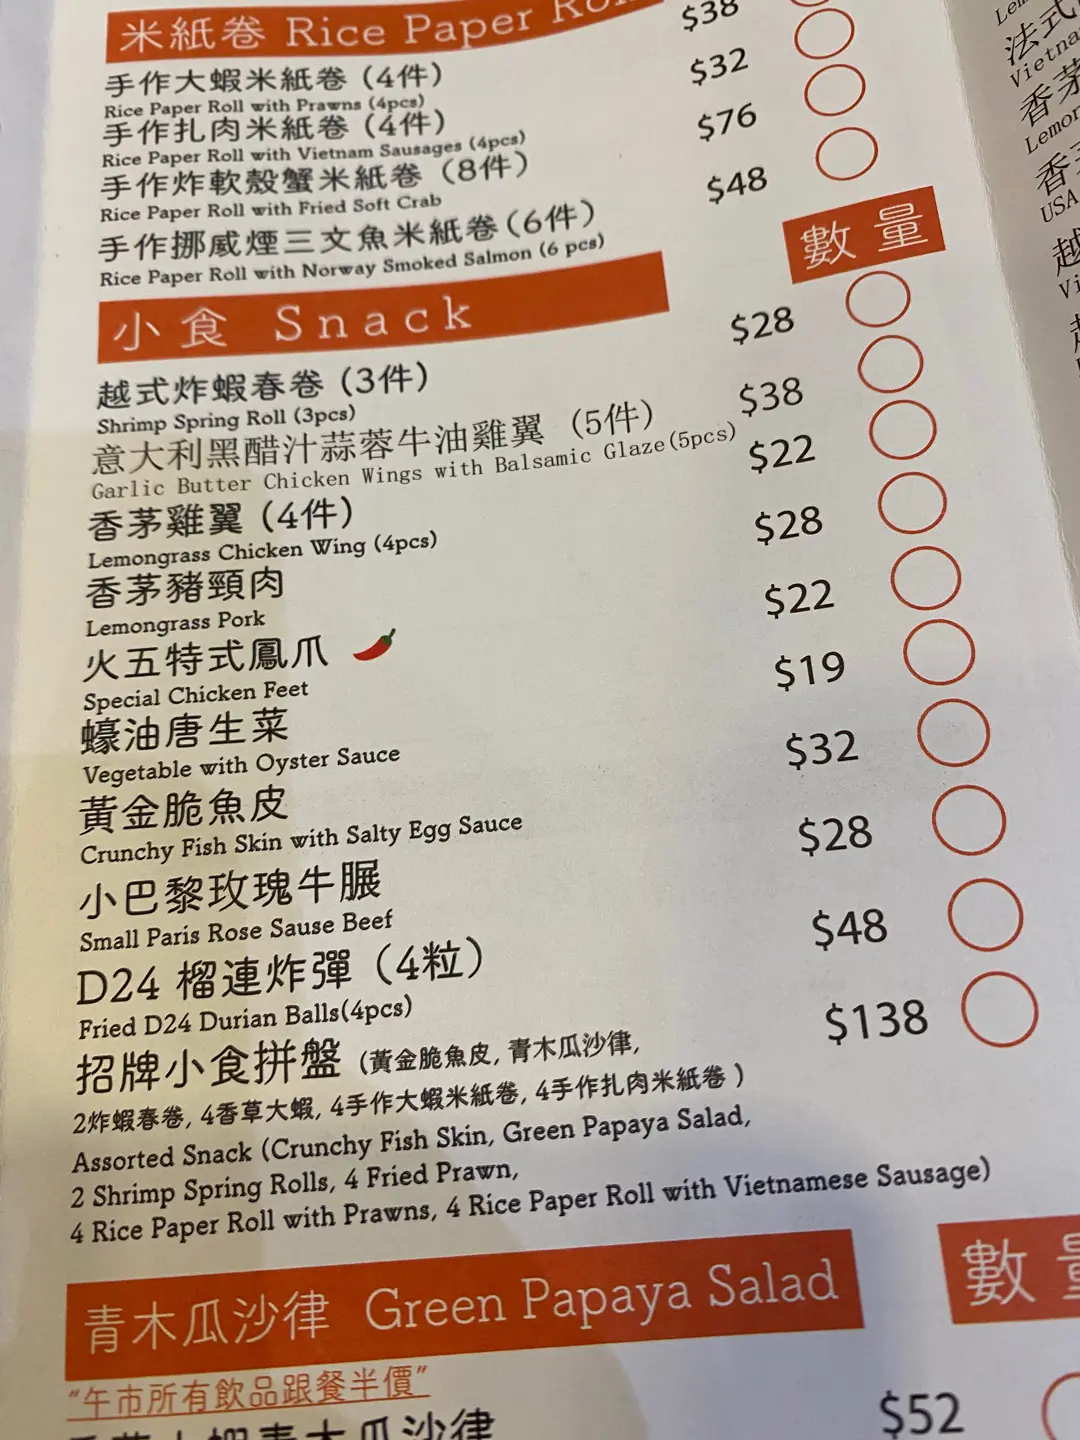 米紙卷 Rice Paper
$38
手作大蝦米紙卷 (4件)
Rice Paper Roll with Prawns (4pcs)
$32
手作扎肉米紙卷 (4件)
Rice Paper Roll with Vietnam Sausages (4pcs)
$76
手作炸軟殼蟹米紙卷 (8件)
Rice Paper Roll with Fried Soft Crab
$48
手作挪威煙三文魚米紙卷 (6件)
Rice Paper Roll with Norway Smoked Salmon (6 pcs)
數量
小食 Snack
$28
越式炸蝦春卷 (3件)
Shrimp Spring Roll (3pcs)
$38
意大利黑醋汁蒜蓉牛油雞翼 (5件)
Garlic Butter Chicken Wings with Balsamic Glaze(5pcs)
$22
香茅雞翼 (4件)
Lemongrass Chicken Wing (4pcs)
$28
香茅豬頸肉
Lemongrass Pork
$22
火五特式鳳爪
Special Chicken Feet
$19
蠔油唐生菜
Vegetable with Oyster Sauce
$32
黃金脆魚皮
Crunchy Fish Skin with Salty Egg Sauce
$28
小巴黎玫瑰牛𦟌
Small Paris Rose Sause Beef
$48
D24 榴連炸彈 (4粒)
Fried D24 Durian Balls(4pcs)
$138
招牌小食拼盤 (黃金脆魚皮, 青木瓜沙律,
2炸蝦春卷, 4香草大蝦, 4手作大蝦米紙卷, 4手作扎肉米紙卷 )
Assorted Snack (Crunchy Fish Skin, Green Papaya Salad,
2 Shrimp Spring Rolls, 4 Fried Prawn,
4 Rice Paper Roll with Prawns, 4 Rice Paper Roll with Vietnamese Sausage)
青木瓜沙律 Green Papaya Salad
數
"午市所有飲品跟餐半價"
$52
法式
香茅
USA